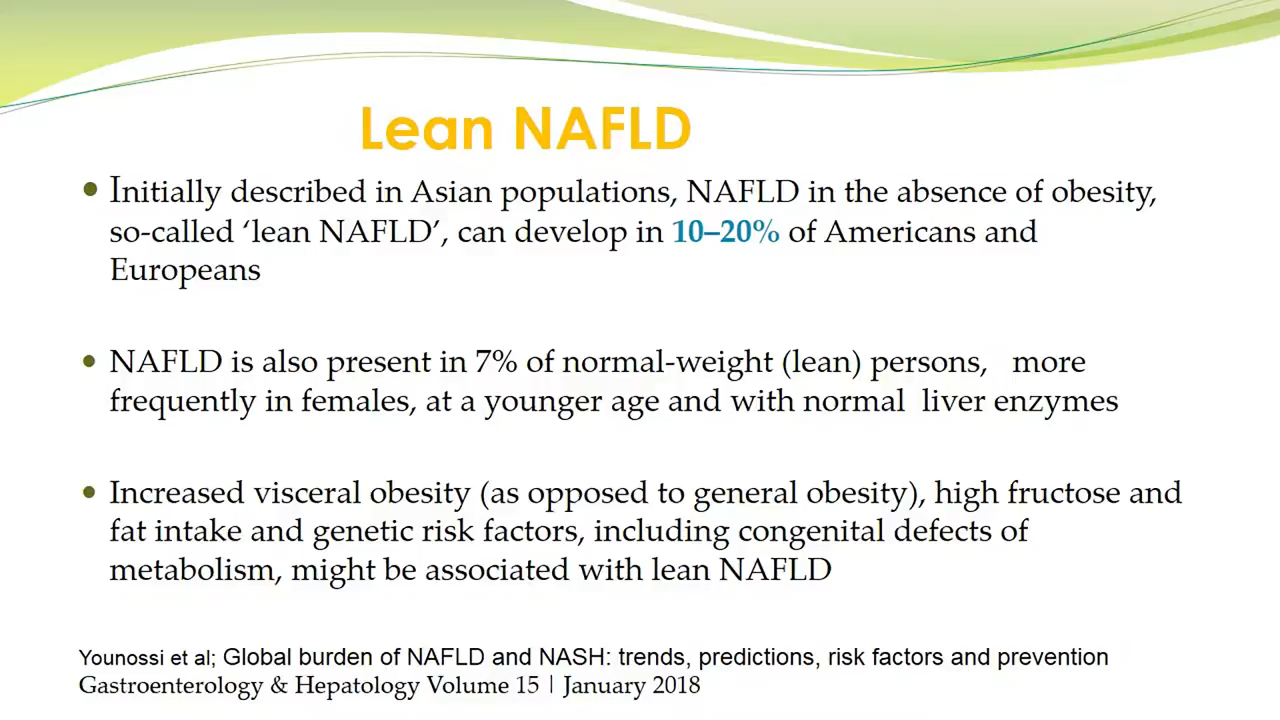 Lean NAFLD
• Initially described in Asian populations, NAFLD in the absence of obesity,
so-called ‘lean NAFLD’, can develop in 10–20% of Americans and
Europeans
• NAFLD is also present in 7% of normal-weight (lean) persons, more
frequently in females, at a younger age and with normal liver enzymes
• Increased visceral obesity (as opposed to general obesity), high fructose and
fat intake and genetic risk factors, including congenital defects of
metabolism, might be associated with lean NAFLD
Younossi et al; Global burden of NAFLD and NASH: trends, predictions, risk factors and prevention
Gastroenterology & Hepatology Volume 15 | January 2018